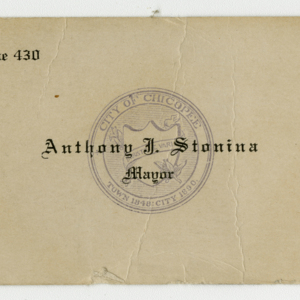 430
Anthony J. Stonina
Mayor
CITY OF CHICOPEE
TOWN 1848 CITY 1890